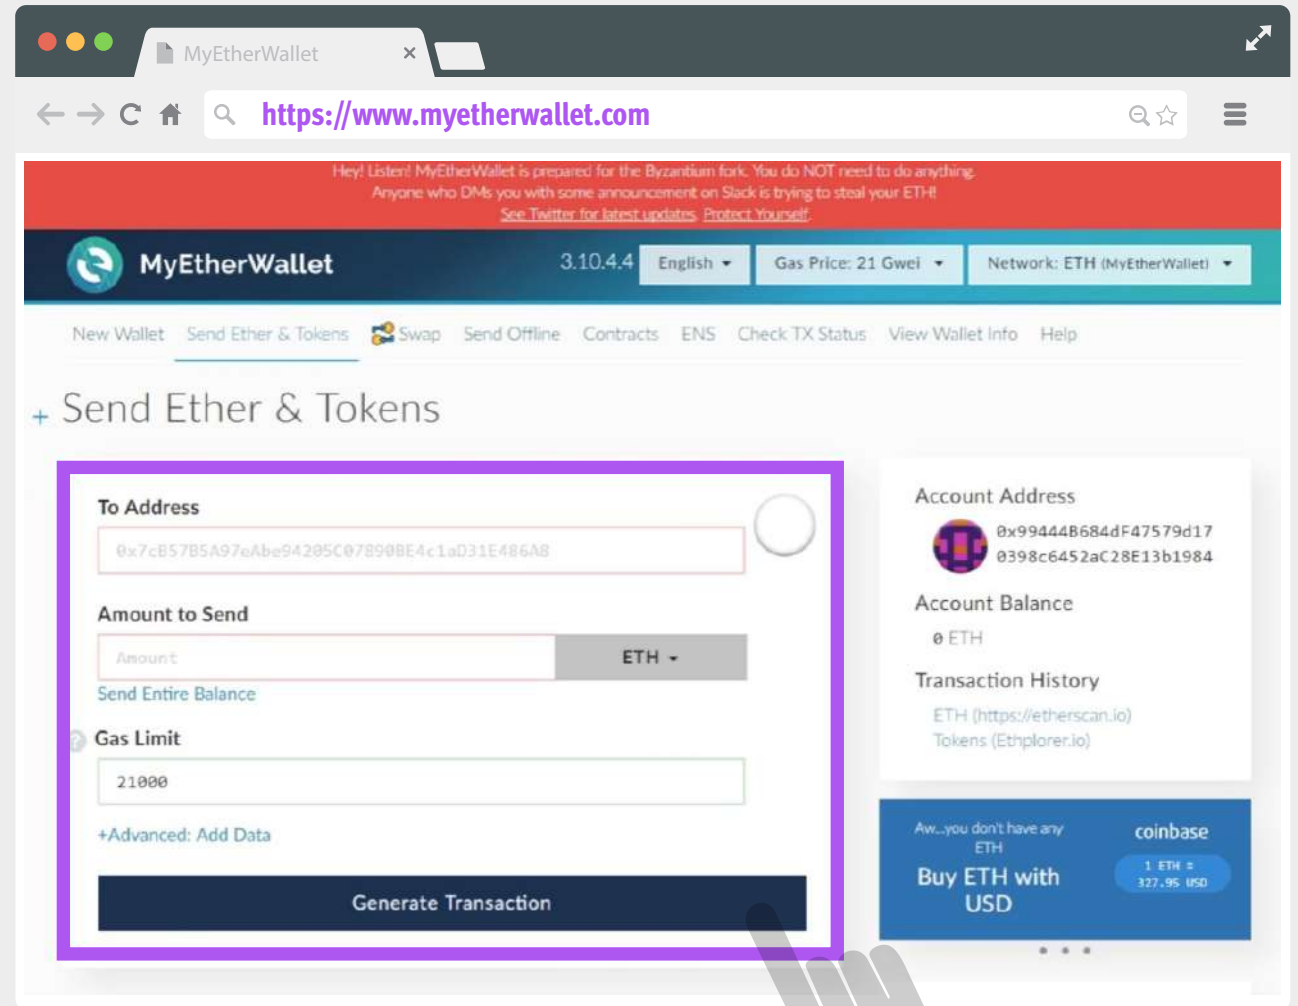 MyEtherWallet ×
https://www.myetherwallet.com
Hey! Listen! MyEtherWallet is prepared for the Byzantium fork. You do NOT need to do anything.
Anyone who DMs you with some announcement on Slack is trying to steal your ETH!
See Twitter for latest updates. Protect Yourself.
MyEtherWallet 3.10.4.4 English Gas Price: 21 Gwei Network: ETH (MyEtherWallet)
New Wallet Send Ether & Tokens Swap Send Offline Contracts ENS Check TX Status View Wallet Info Help
+ Send Ether & Tokens
To Address
0x7cB57B5A97eAbe94205C07890BE4c1aD31E486A8
Amount to Send
Amount ETH
Send Entire Balance
? Gas Limit
21000
+Advanced: Add Data
Generate Transaction
Account Address
0x99444B684dF47579d17
0398c6452aC28E13b1984
Account Balance
0 ETH
Transaction History
ETH (https://etherscan.io)
Tokens (Ethplorer.io)
Aw...you don't have any
ETH
Buy ETH with
USD
coinbase
1 ETH =
327.95 USD